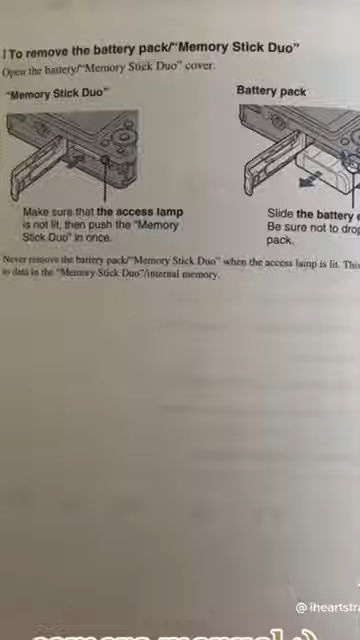 To remove the battery pack/"Memory Stick Duo"
Open the battery/"Memory Stick Duo" cover.
"Memory Stick Duo"
Battery pack
Make sure that the access lamp
is not lit, then push the "Memory
Stick Duo" in once.
Slide the battery
Be sure not to drop
pack.
Never remove the battery pack/"Memory Stick Duo" when the access lamp is lit. This
to data in the "Memory Stick Duo"/internal memory.
@iheartstra
camera manual :)